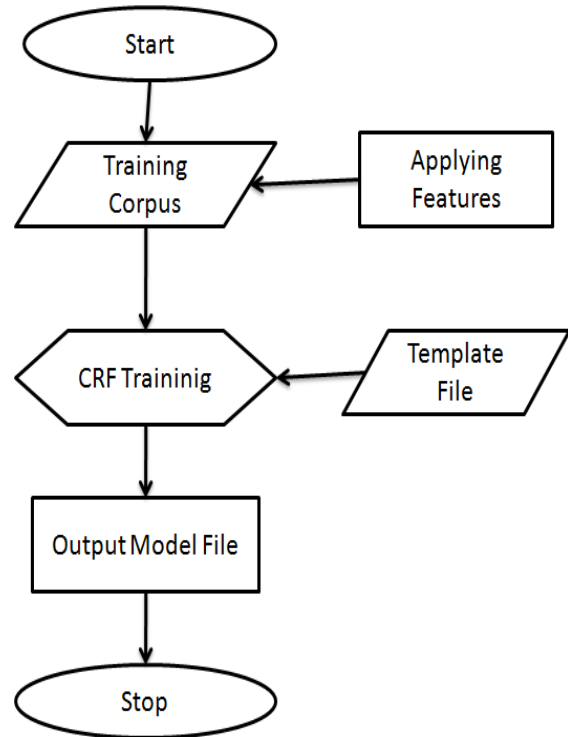 Start
Training
Corpus
Applying
Features
CRF Traininig
Template
File
Output Model File
Stop